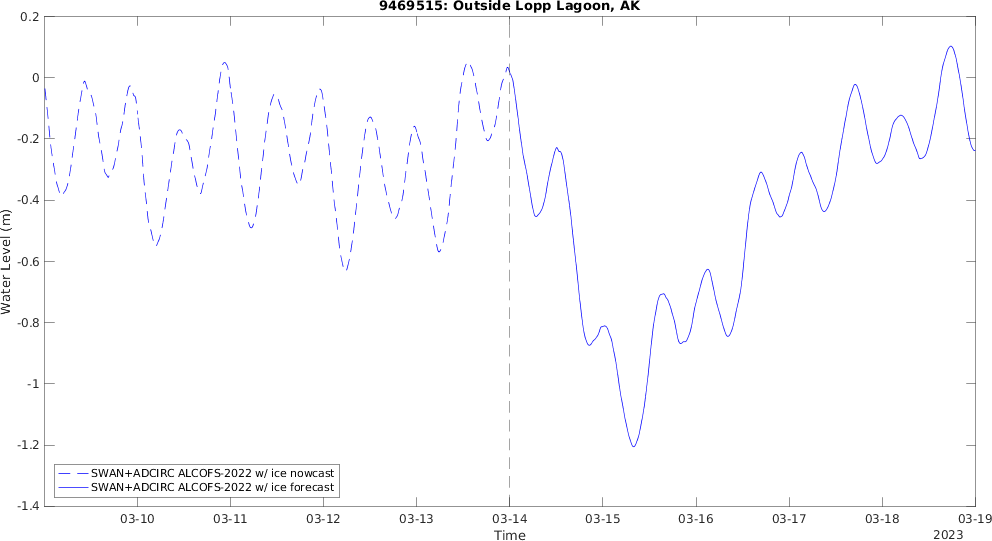 9469515: Outside Lopp Lagoon, AK
0.2
0
-0.2
-0.4
-0.6
-0.8
-1
-1.2
-1.4
Water Level (m)
SWAN+ADCIRC ALCOFS-2022 w/ ice nowcast
SWAN+ADCIRC ALCOFS-2022 w/ ice forecast
03-10 03-11 03-12 03-13 03-14 03-15 03-16 03-17 03-18 03-19
Time
2023